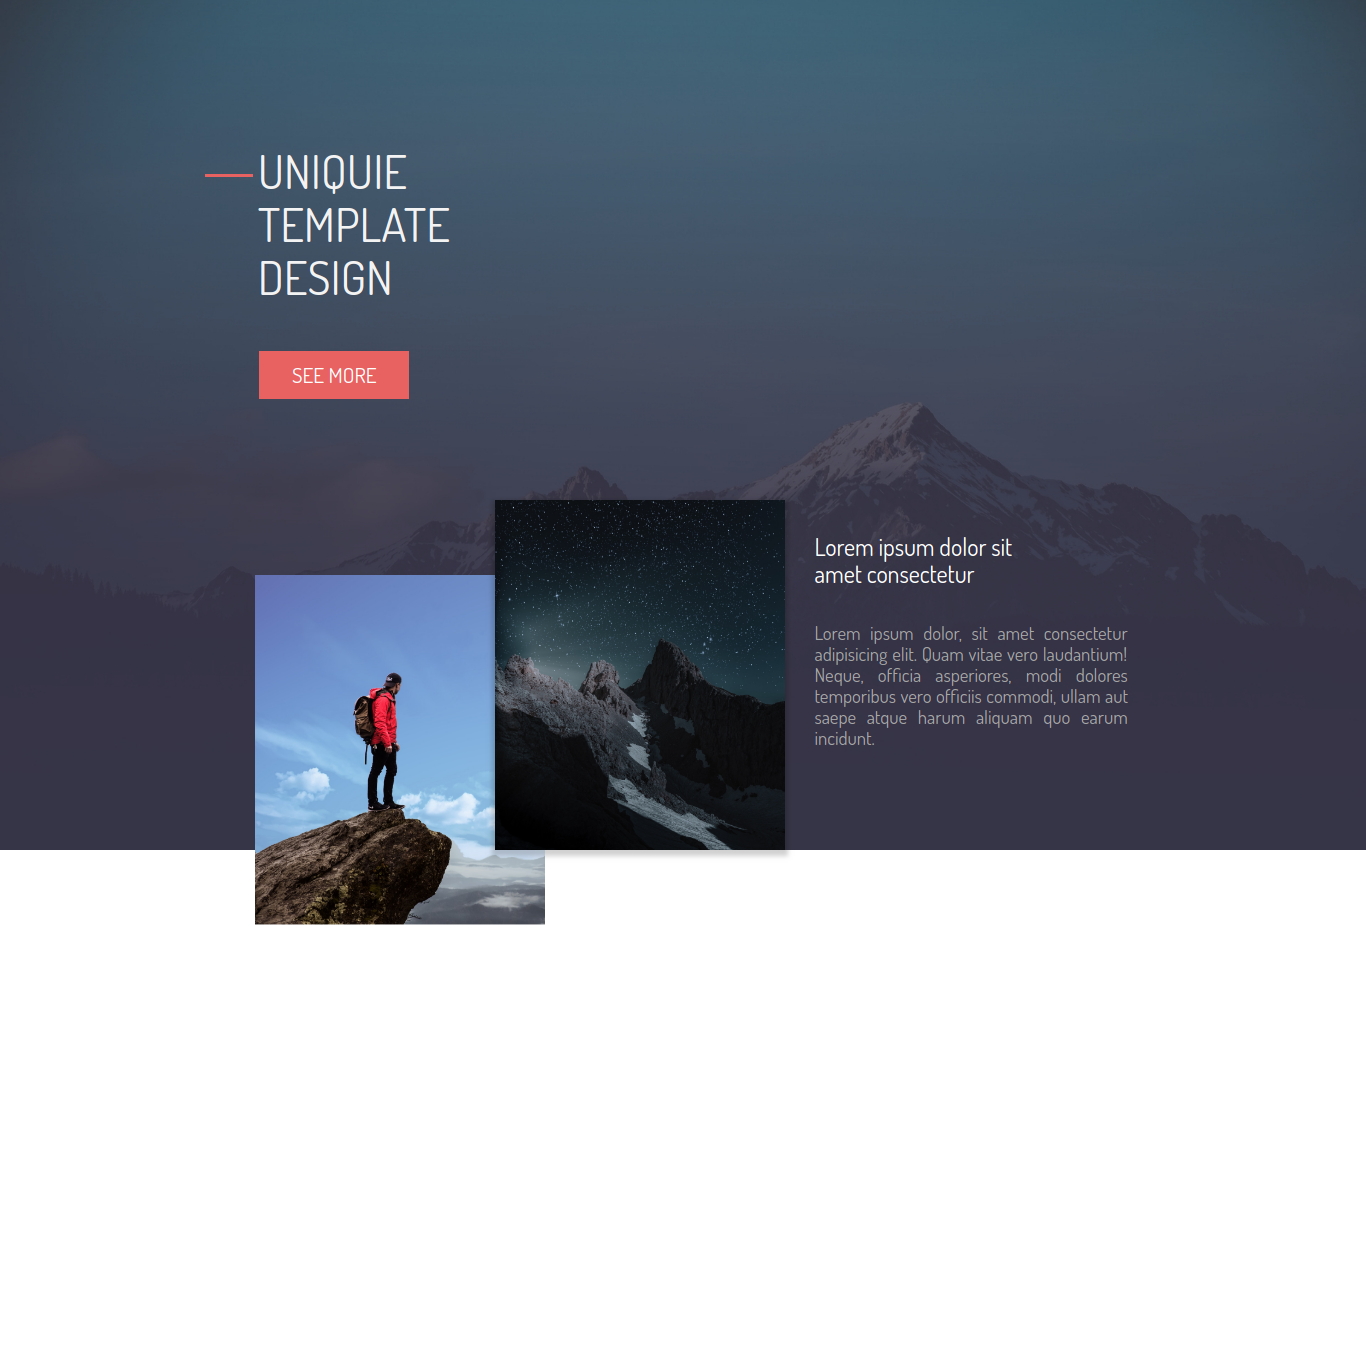 UNIQUIE
TEMPLATE
DESIGN
SEE MORE
Lorem ipsum dolor sit
amet consectetur
Lorem ipsum dolor, sit amet consectetur
adipisicing elit. Quam vitae vero laudantium!
Neque, officia asperiores, modi dolores
temporibus vero officiis commodi, ullam aut
saepe atque harum aliquam quo earum
incidunt.